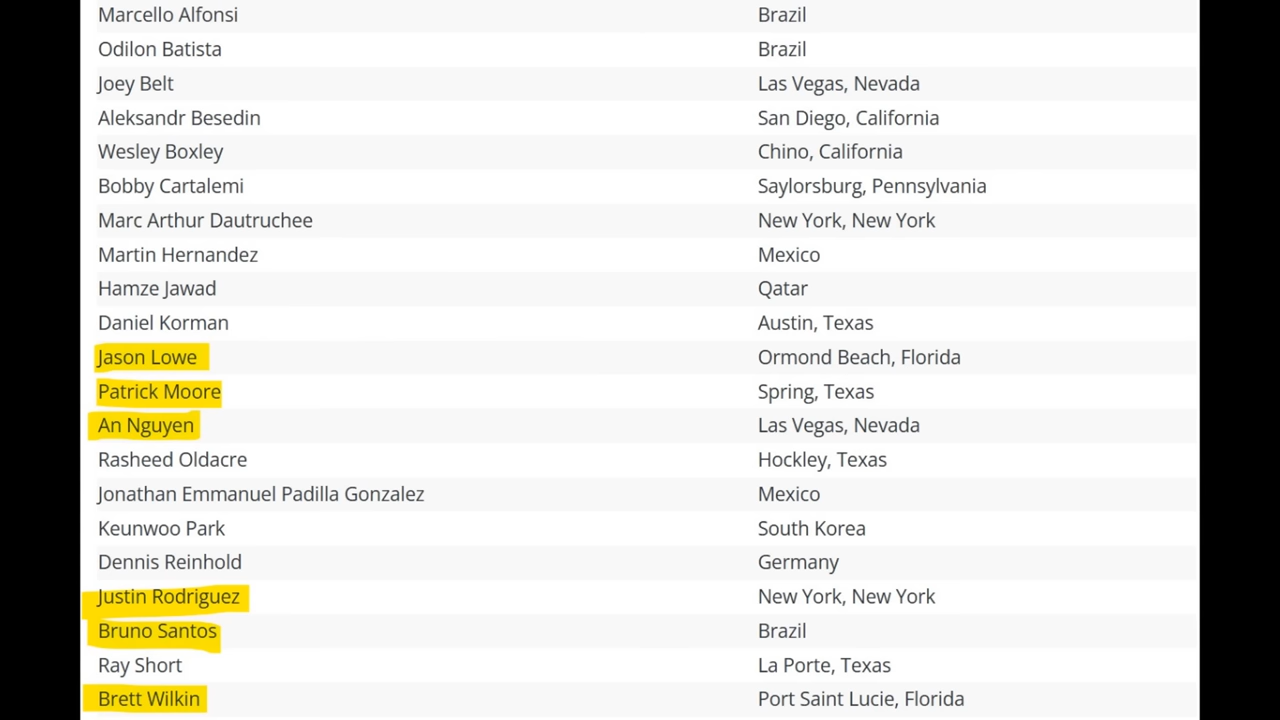 Marcello Alfonsi Brazil
Odilon Batista Brazil
Joey Belt Las Vegas, Nevada
Aleksandr Besedin San Diego, California
Wesley Boxley Chino, California
Bobby Cartalemi Saylorsburg, Pennsylvania
Marc Arthur Dautruchee New York, New York
Martin Hernandez Mexico
Hamze Jawad Qatar
Daniel Korman Austin, Texas
Jason Lowe Ormond Beach, Florida
Patrick Moore Spring, Texas
An Nguyen Las Vegas, Nevada
Rasheed Oldacre Hockley, Texas
Jonathan Emmanuel Padilla Gonzalez Mexico
Keunwoo Park South Korea
Dennis Reinhold Germany
Justin Rodriguez New York, New York
Bruno Santos Brazil
Ray Short La Porte, Texas
Brett Wilkin Port Saint Lucie, Florida